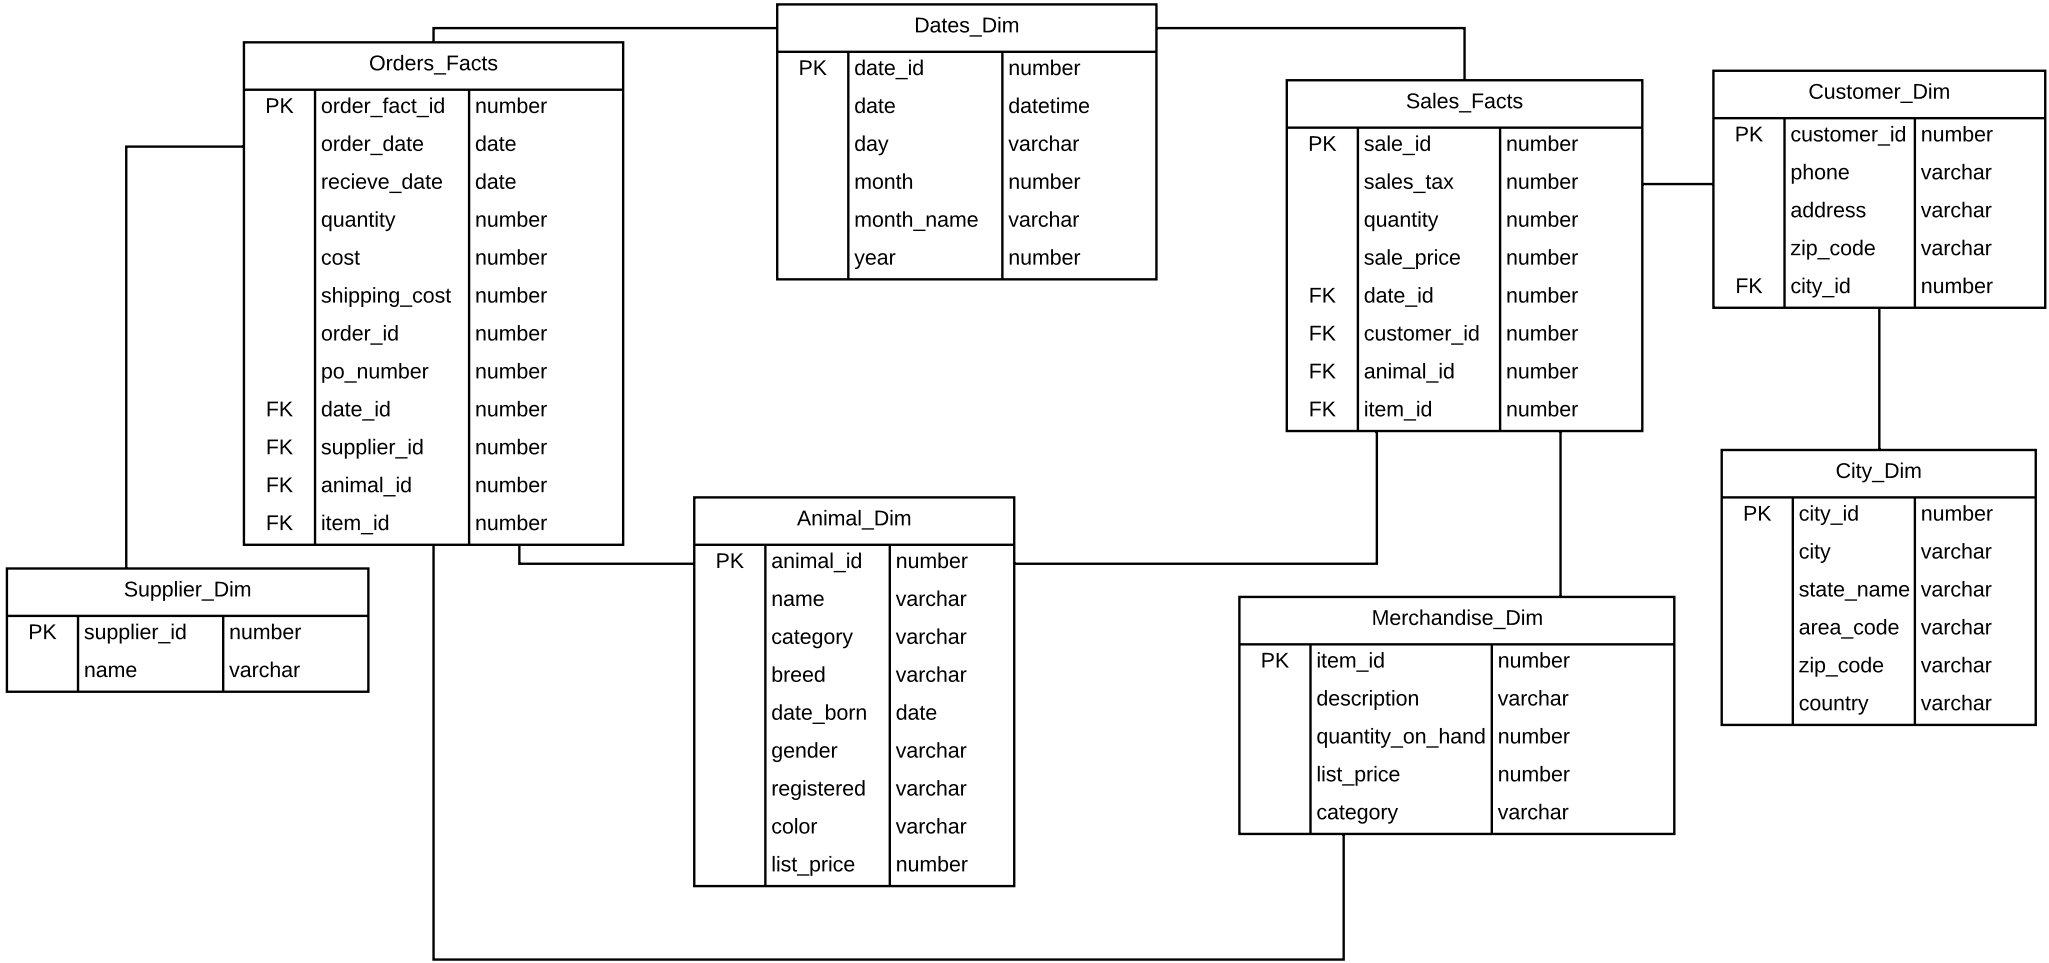 Dates_Dim
PK date_id number
date datetime
day varchar
month number
month_name varchar
year number
Orders_Facts
PK order_fact_id number
order_date date
recieve_date date
quantity number
cost number
shipping_cost number
order_id number
po_number number
FK date_id number
FK supplier_id number
FK animal_id number
FK item_id number
Sales_Facts
PK sale_id number
sales_tax number
quantity number
sale_price number
FK date_id number
FK customer_id number
FK animal_id number
FK item_id number
Customer_Dim
PK customer_id number
phone varchar
address varchar
zip_code varchar
FK city_id number
City_Dim
PK city_id number
city varchar
state_name varchar
area_code varchar
zip_code varchar
country varchar
Supplier_Dim
PK supplier_id number
name varchar
Animal_Dim
PK animal_id number
name varchar
category varchar
breed varchar
date_born date
gender varchar
registered varchar
color varchar
list_price number
Merchandise_Dim
PK item_id number
description varchar
quantity_on_hand number
list_price number
category varchar